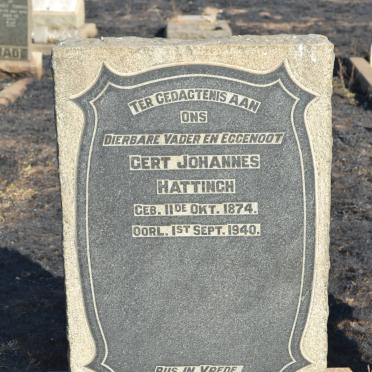 TER GEDAGTENIS AAN
ONS
DIERBARE VADER EN EGGENOOT
GERT JOHANNES
HATTINGH
GEB. 11DE OKT. 1874.
OORL. 1ST SEPT. 1940.
RUS IN VREDE